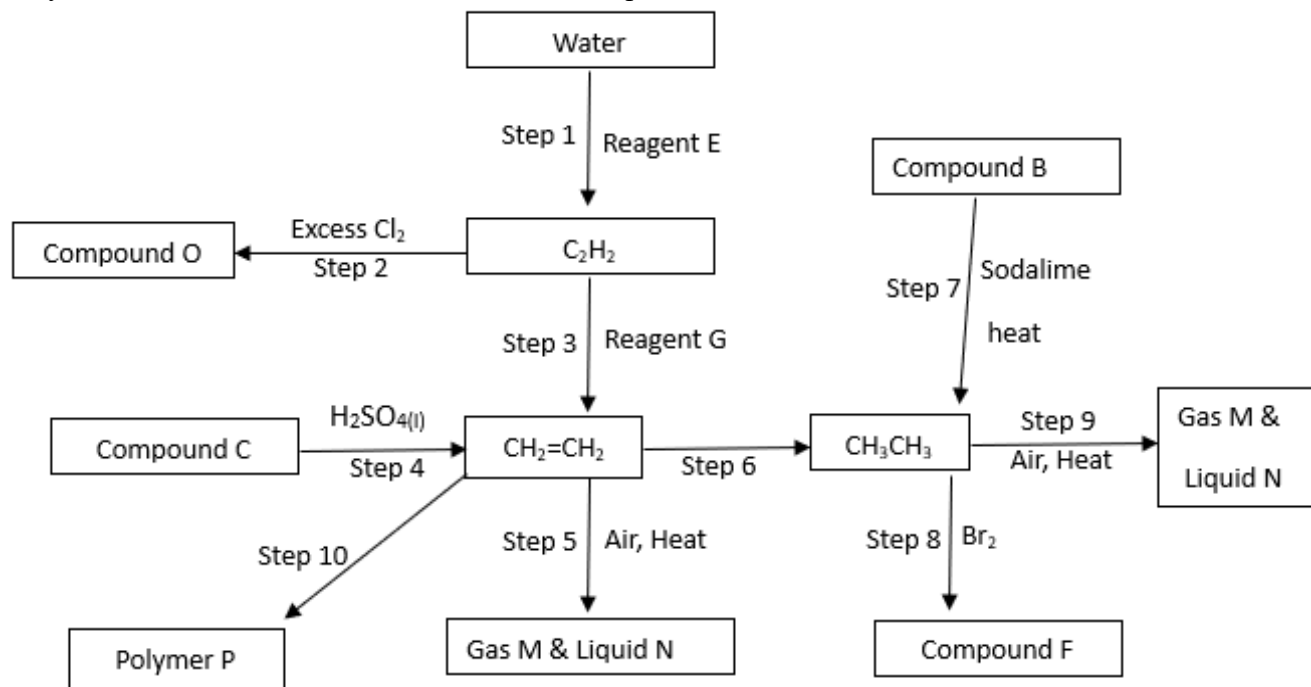 Water
Step 1
Reagent E
Compound B
Compound O
Excess Cl₂
Step 2
C₂H₂
Step 7
Sodalime
heat
Step 3
Reagent G
Compound C
H₂SO₄(l)
Step 4
CH₂=CH₂
Step 6
CH₃CH₃
Step 9
Air, Heat
Gas M &
Liquid N
Step 10
Step 5
Air, Heat
Step 8
Br₂
Polymer P
Gas M & Liquid N
Compound F